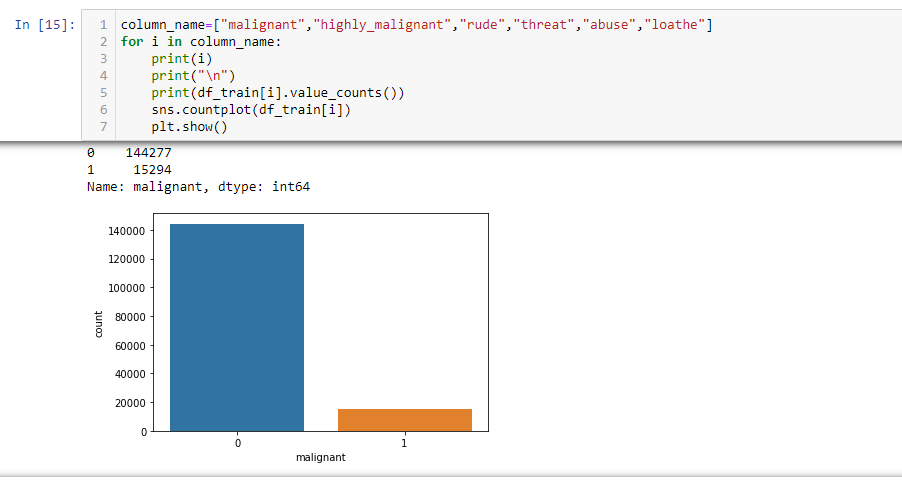 In [15]:
1 column_name=["malignant","highly_malignant","rude","threat","abuse","loathe"]
2 for i in column_name:
3     print(i)
4     print("\n")
5     print(df_train[i].value_counts())
6     sns.countplot(df_train[i])
7     plt.show()
0    144277
1     15294
Name: malignant, dtype: int64
140000
120000
100000
80000
60000
40000
20000
0
count
0 1
malignant